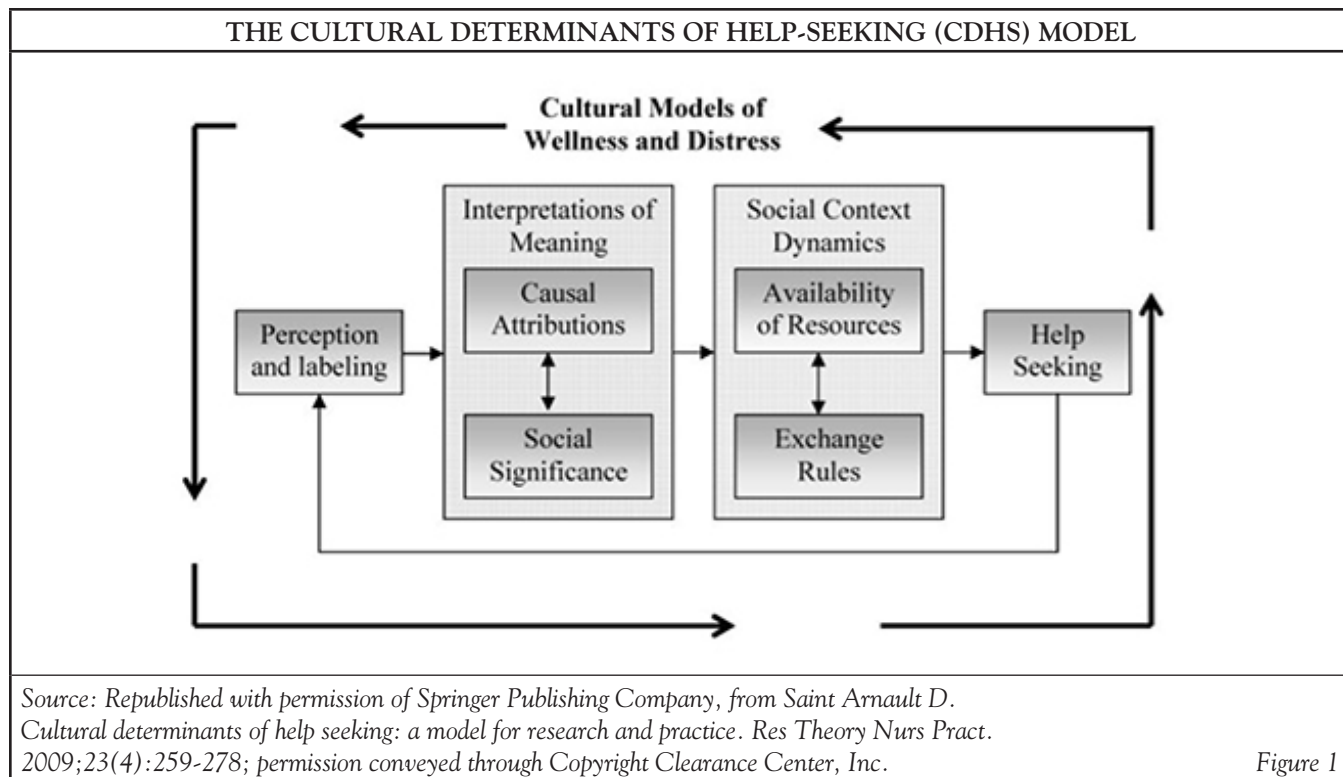 THE CULTURAL DETERMINANTS OF HELP-SEEKING (CDHS) MODEL
Cultural Models of
Wellness and Distress
Perception
and labeling
Interpretations of
Meaning
Causal
Attributions
Social
Significance
Social Context
Dynamics
Availability
of Resources
Exchange
Rules
Help
Seeking
Source: Republished with permission of Springer Publishing Company, from Saint Arnault D.
Cultural determinants of help seeking: a model for research and practice. Res Theory Nurs Pract.
2009;23(4):259-278; permission conveyed through Copyright Clearance Center, Inc.
Figure 1